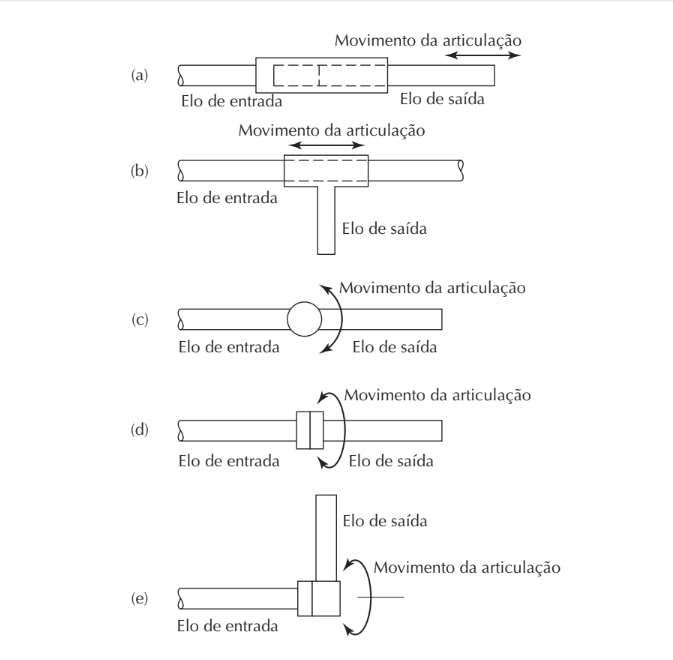 Movimento da articulação
(a)
Elo de entrada
Elo de saída
Movimento da articulação
(b)
Elo de entrada
Elo de saída
Movimento da articulação
(c)
Elo de entrada
Elo de saída
Movimento da articulação
(d)
Elo de entrada
Elo de saída
Elo de saída
Movimento da articulação
(e)
Elo de entrada